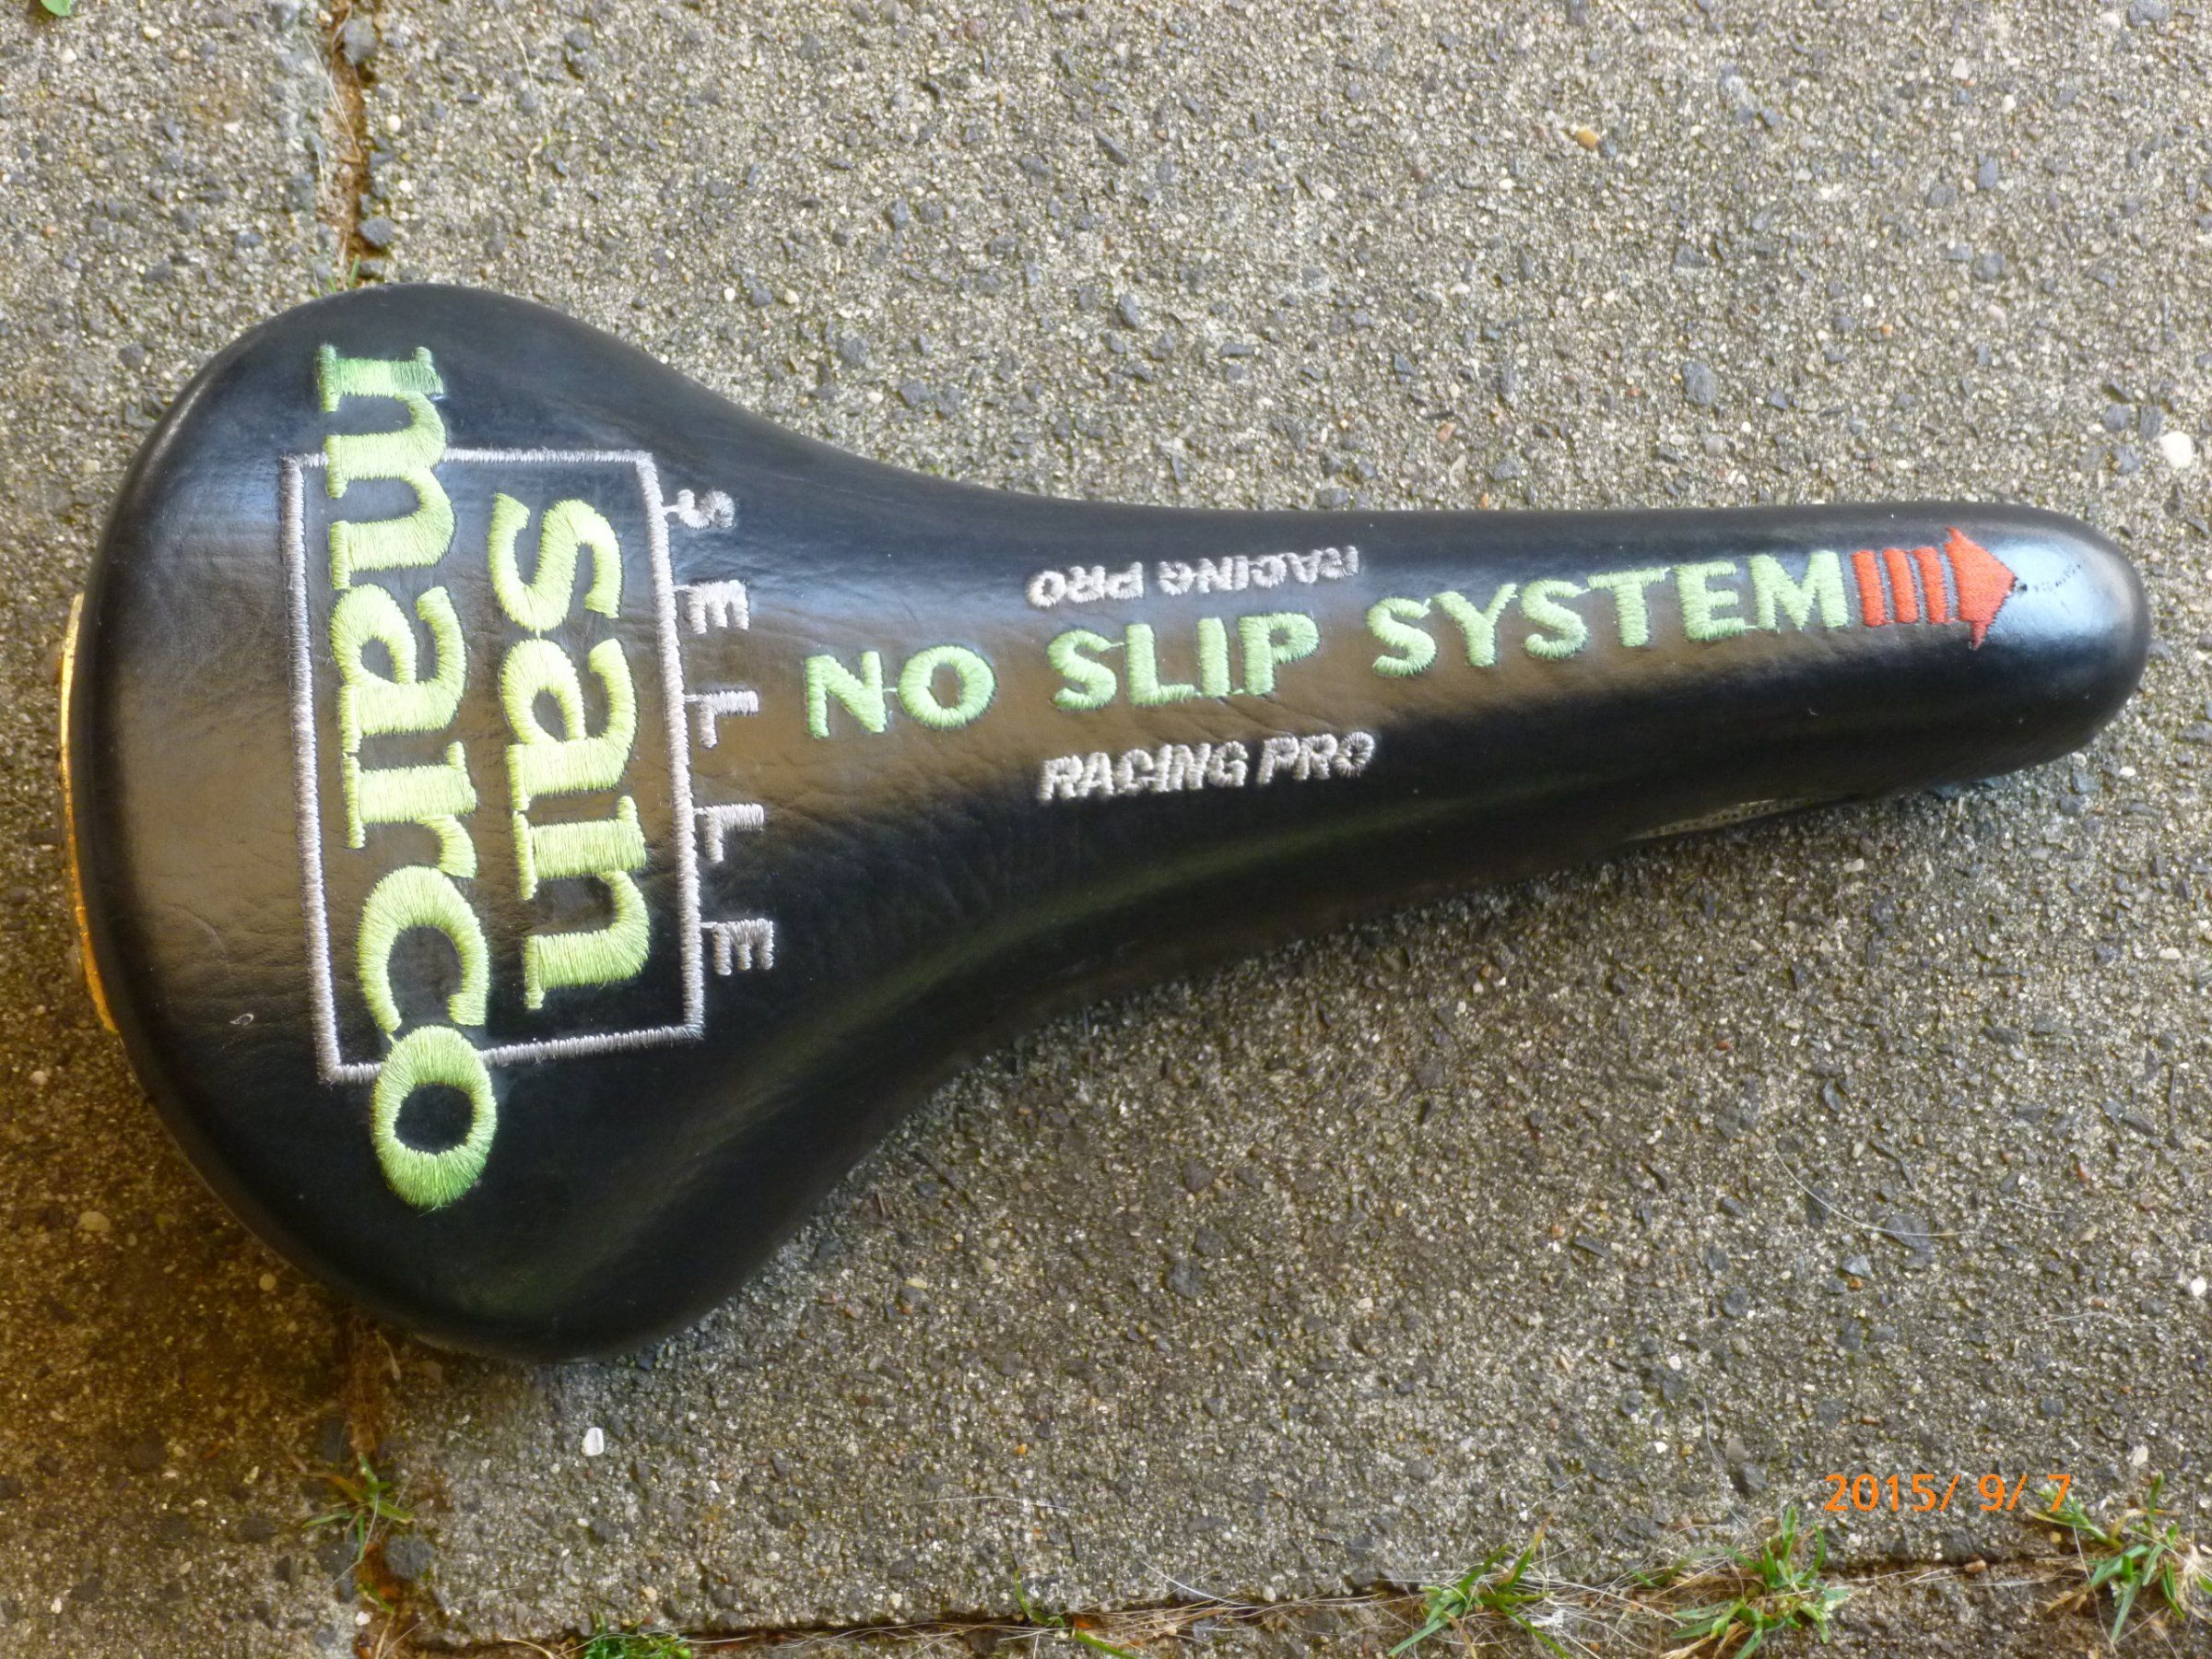 SELLE
san
marco
RACING PRO
NO SLIP SYSTEM
RACING PRO
2015/ 9/ 7